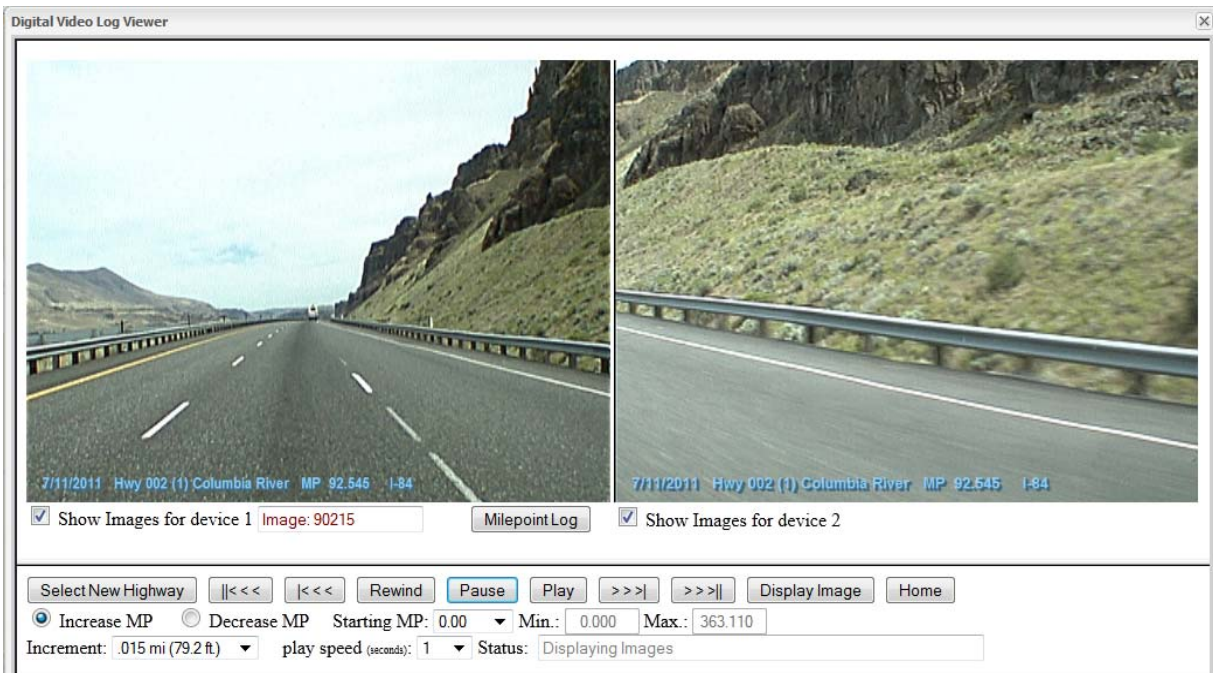 Digital Video Log Viewer
7/11/2011 Hwy 002 (1) Columbia River MP 92.545 I-84
7/11/2011 Hwy 002 (1) Columbia River MP 92.545 I-84
Show Images for device 1 Image: 90215 Milepoint Log Show Images for device 2
Select New Highway ||<<< |<<< Rewind Pause Play >>>| >>>|| Display Image Home
Increase MP Decrease MP Starting MP: 0.00 Min.: 0.000 Max.: 363.110
Increment: .015 mi (79.2 ft.) play speed (seconds): 1 Status: Displaying Images